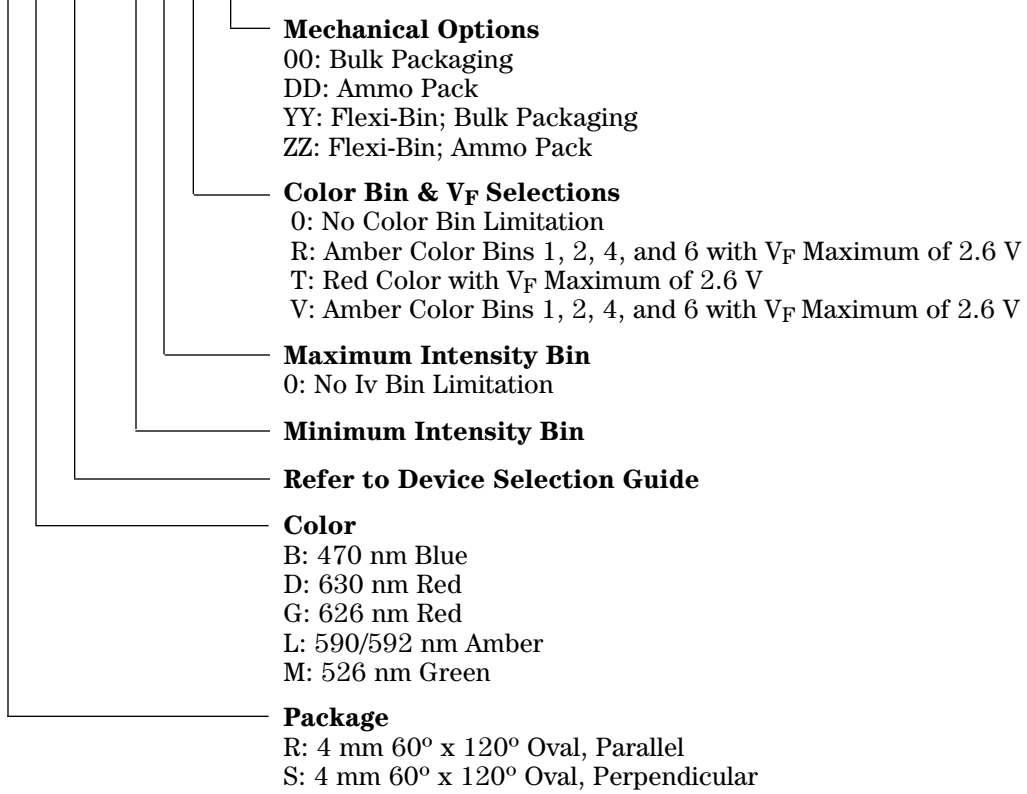 Mechanical Options
00: Bulk Packaging
DD: Ammo Pack
YY: Flexi-Bin; Bulk Packaging
ZZ: Flexi-Bin; Ammo Pack
Color Bin & VF Selections
0: No Color Bin Limitation
R: Amber Color Bins 1, 2, 4, and 6 with VF Maximum of 2.6 V
T: Red Color with VF Maximum of 2.6 V
V: Amber Color Bins 1, 2, 4, and 6 with VF Maximum of 2.6 V
Maximum Intensity Bin
0: No Iv Bin Limitation
Minimum Intensity Bin
Refer to Device Selection Guide
Color
B: 470 nm Blue
D: 630 nm Red
G: 626 nm Red
L: 590/592 nm Amber
M: 526 nm Green
Package
R: 4 mm 60º x 120º Oval, Parallel
S: 4 mm 60º x 120º Oval, Perpendicular